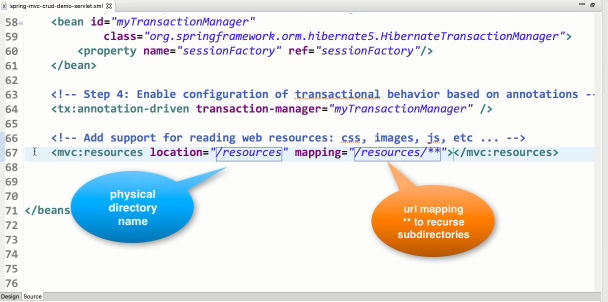 spring-mvc-crud-demo-servlet.xml
58 <bean id="myTransactionManager"
59 class="org.springframework.orm.hibernate5.HibernateTransactionManager">
60 <property name="sessionFactory" ref="sessionFactory"/>
61 </bean>
62
63 <!-- Step 4: Enable configuration of transactional behavior based on annotations --
64 <tx:annotation-driven transaction-manager="myTransactionManager" />
65
66 <!-- Add support for reading web resources: css, images, js, etc ... -->
67 <mvc:resources location="/resources" mapping="/resources/**"></mvc:resources>
68
69
70
71 </beans
72
73
74
75
76
physical
directory
name
url mapping
** to recurse
subdirectories
Design Source